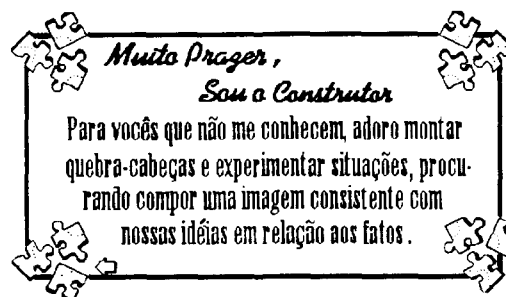 Muito Prazer,
Sou o Construtor
Para vocês que não me conhecem, adoro montar
quebra-cabeças e experimentar situações, procu-
rando compor uma imagem consistente com
nossas idéias em relação aos fatos.